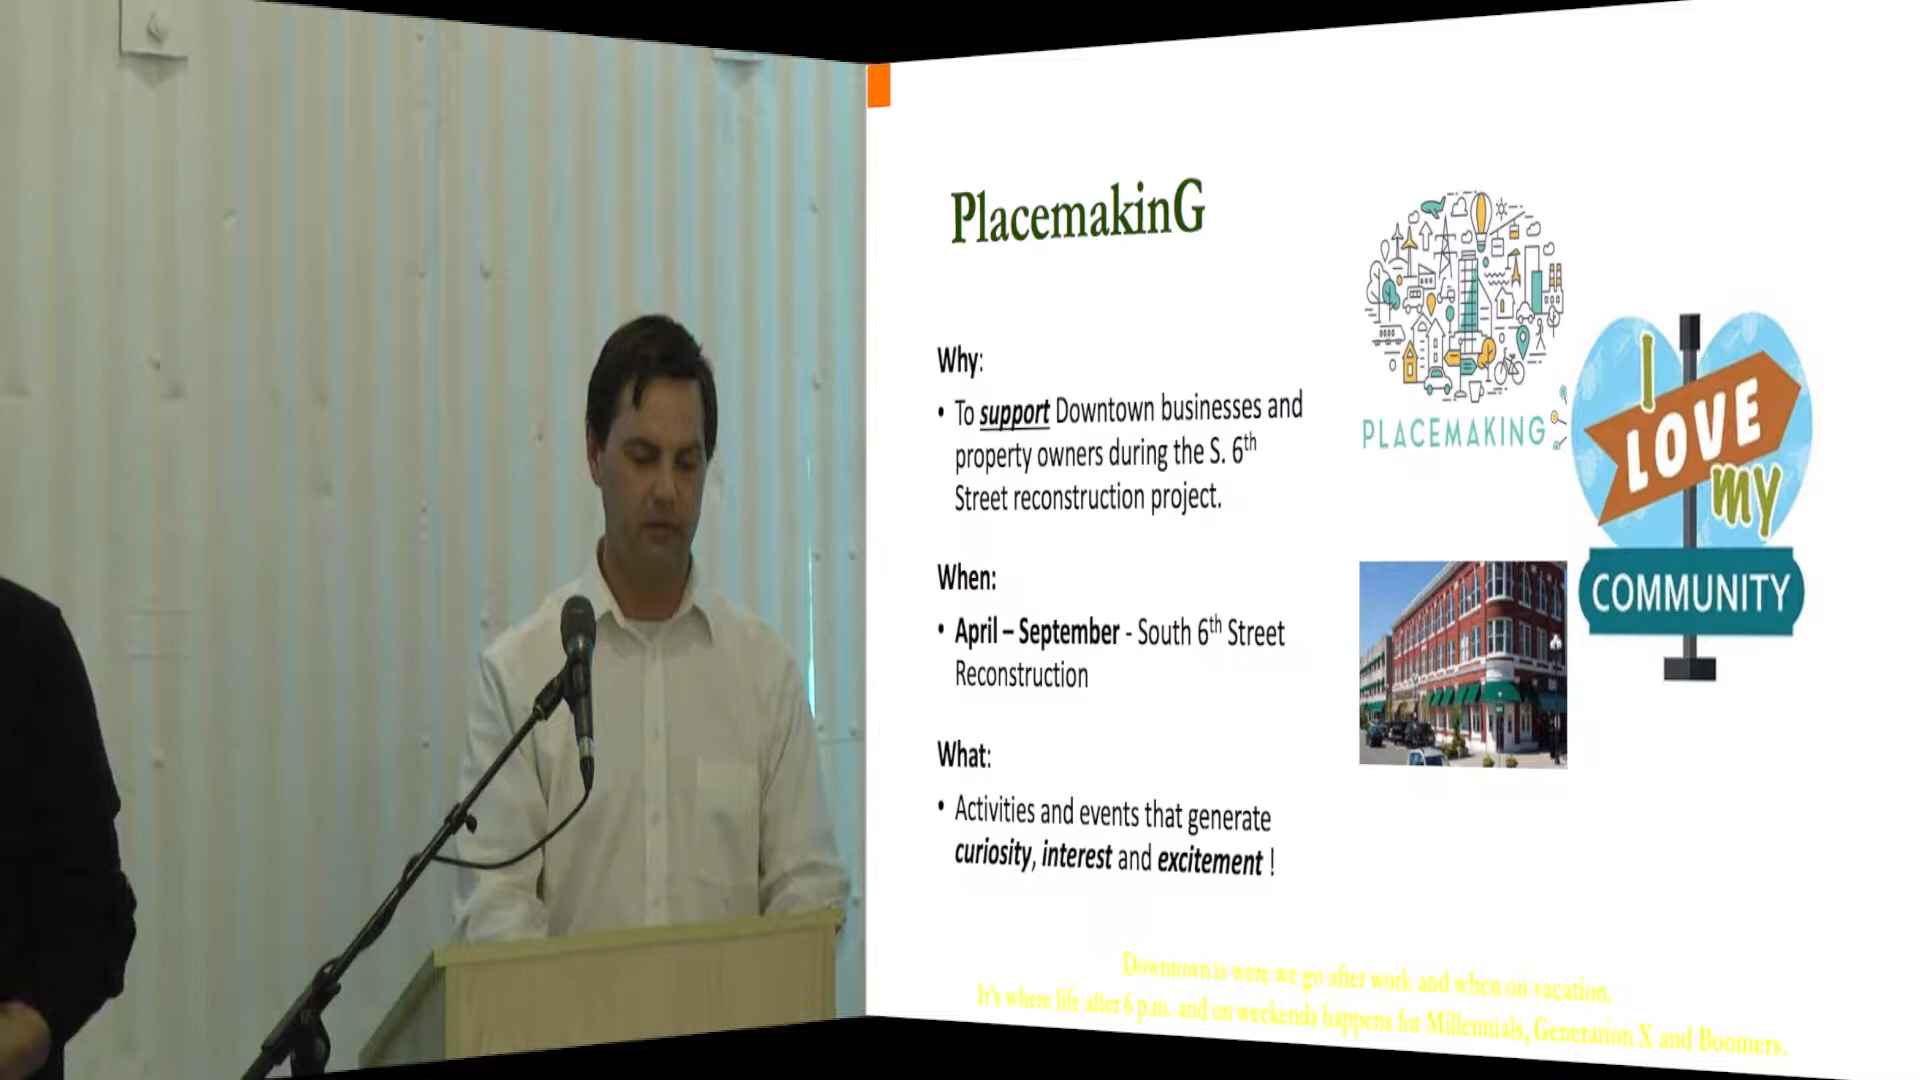 PlacemakinG
Why:
• To support Downtown businesses and
property owners during the S. 6th
Street reconstruction project.
When:
• April – September - South 6th Street
Reconstruction
What:
• Activities and events that generate
curiosity, interest and excitement !
PLACEMAKING
I
LOVE
my
COMMUNITY
Downtown is were we go after work and when on vacation.
It's where life after 6 p.m. and on weekends happens for Millennials, Generation X and Boomers.